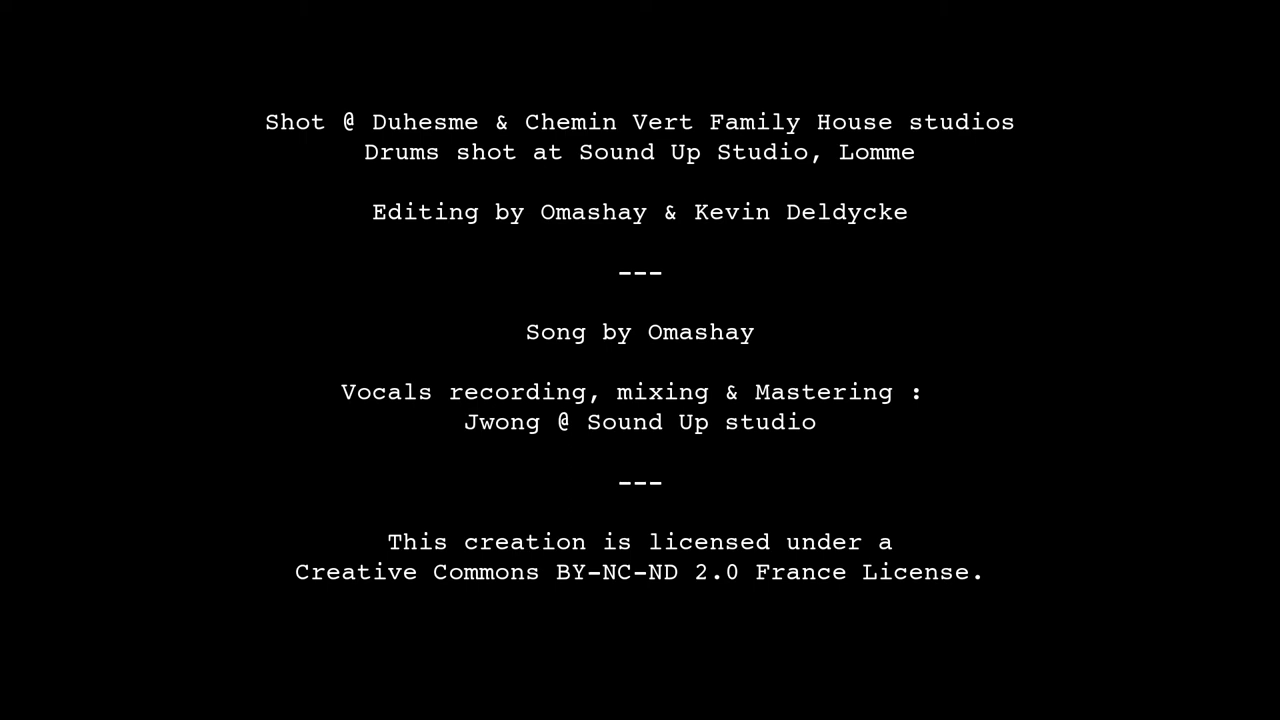 Shot @ Duhesme & Chemin Vert Family House studios
Drums shot at Sound Up Studio, Lomme
Editing by Omashay & Kevin Deldycke
---
Song by Omashay
Vocals recording, mixing & Mastering :
Jwong @ Sound Up studio
---
This creation is licensed under a
Creative Commons BY-NC-ND 2.0 France License.